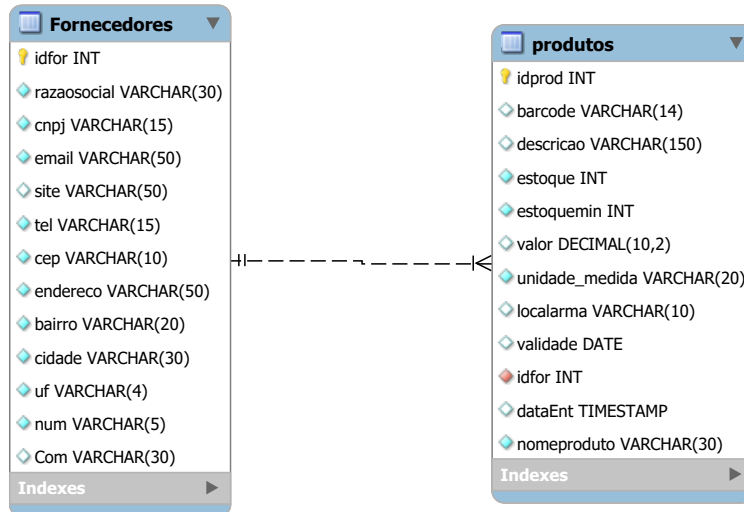 Fornecedores
idfor INT
razaosocial VARCHAR(30)
cnpj VARCHAR(15)
email VARCHAR(50)
site VARCHAR(50)
tel VARCHAR(15)
cep VARCHAR(10)
endereco VARCHAR(50)
bairro VARCHAR(20)
cidade VARCHAR(30)
uf VARCHAR(4)
num VARCHAR(5)
Com VARCHAR(30)
Indexes
produtos
idprod INT
barcode VARCHAR(14)
descricao VARCHAR(150)
estoque INT
estoquemin INT
valor DECIMAL(10,2)
unidade_medida VARCHAR(20)
localarma VARCHAR(10)
validade DATE
idfor INT
dataEnt TIMESTAMP
nomeproduto VARCHAR(30)
Indexes